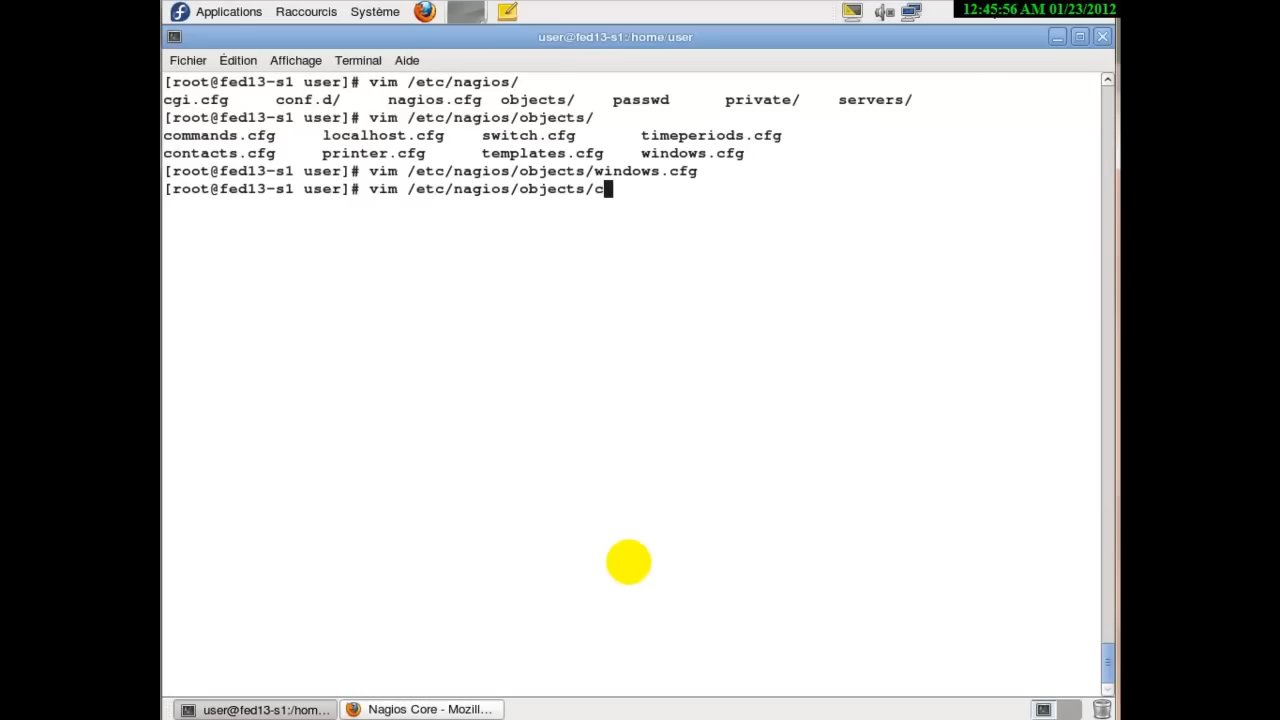 Applications Raccourcis Système
12:45:56 AM 01/23/2012
user@fed13-s1:/home/user
Fichier Édition Affichage Terminal Aide
[root@fed13-s1 user]# vim /etc/nagios/
cgi.cfg conf.d/ nagios.cfg objects/ passwd private/ servers/
[root@fed13-s1 user]# vim /etc/nagios/objects/
commands.cfg localhost.cfg switch.cfg timeperiods.cfg
contacts.cfg printer.cfg templates.cfg windows.cfg
[root@fed13-s1 user]# vim /etc/nagios/objects/windows.cfg
[root@fed13-s1 user]# vim /etc/nagios/objects/c
user@fed13-s1:/hom... Nagios Core - Mozill...